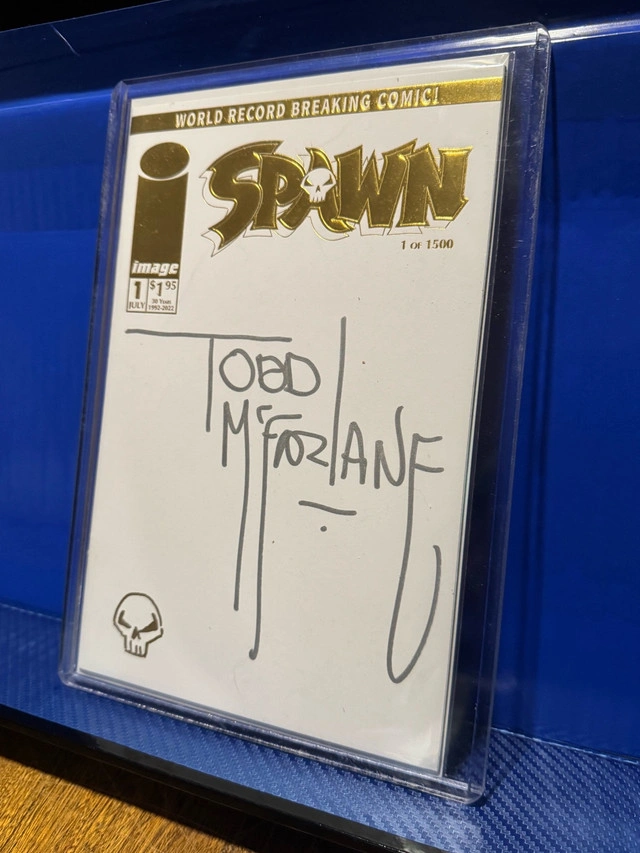 WORLD RECORD BREAKING COMIC!
SPAWN
1 OF 1500
image
1
JULY
$1 95
30 Years
1992-2022
TODD
McFARLANE